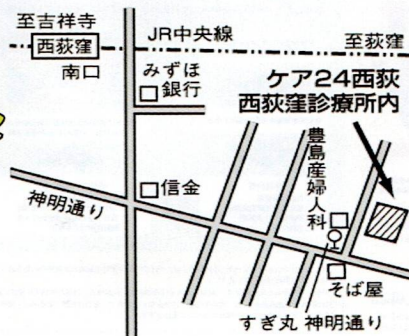 至吉祥寺
JR中央線
至荻窪
西荻窪
南口
みずほ
銀行
ケア24西荻
西荻窪診療所内
豊島産婦人科
信金
神明通り
そば屋
すぎ丸 神明通り